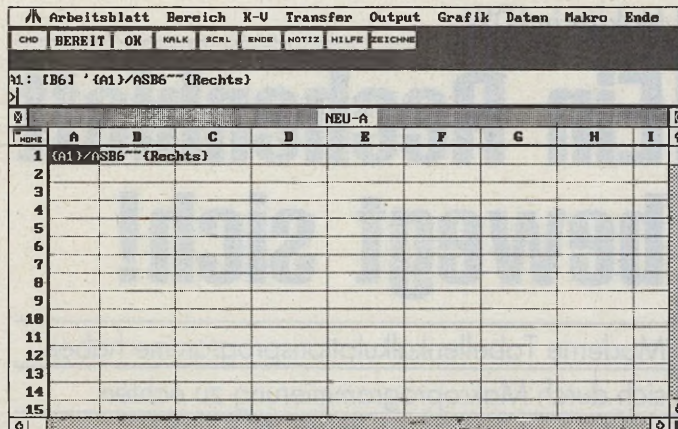 Arbeitsblatt Bereich K-V Transfer Output Grafik Daten Makro Ende
CMD BEREIT OK KALK SCRL ENDE NOTIZ HILFE ZEICHNE
A1: [B6] '{A1}/ASB6~~{Rechts}
>
NEU-A
HOME A B C D E F G H I
1 {A1}/ASB6~~{Rechts}
2
3
4
5
6
7
8
9
10
11
12
13
14
15